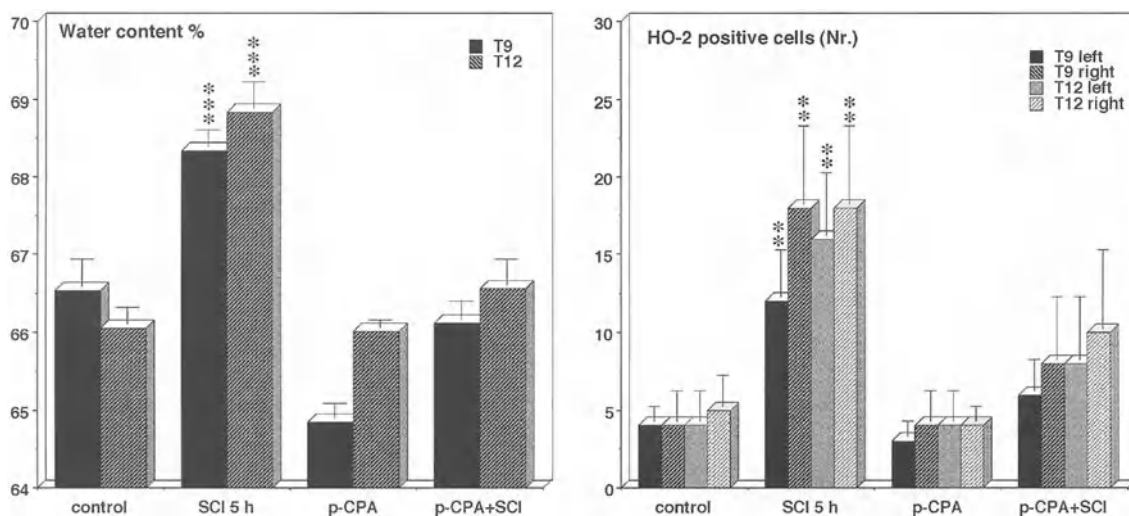 70
69
68
67
66
65
64
Water content %
T9
T12
***
***
control
SCI 5 h
p-CPA
p-CPA+SCI
30
25
20
15
10
5
0
HO-2 positive cells (Nr.)
T9 left
T9 right
T12 left
T12 right
**
**
**
**
control
SCI 5 h
p-CPA
p-CPA+SCI